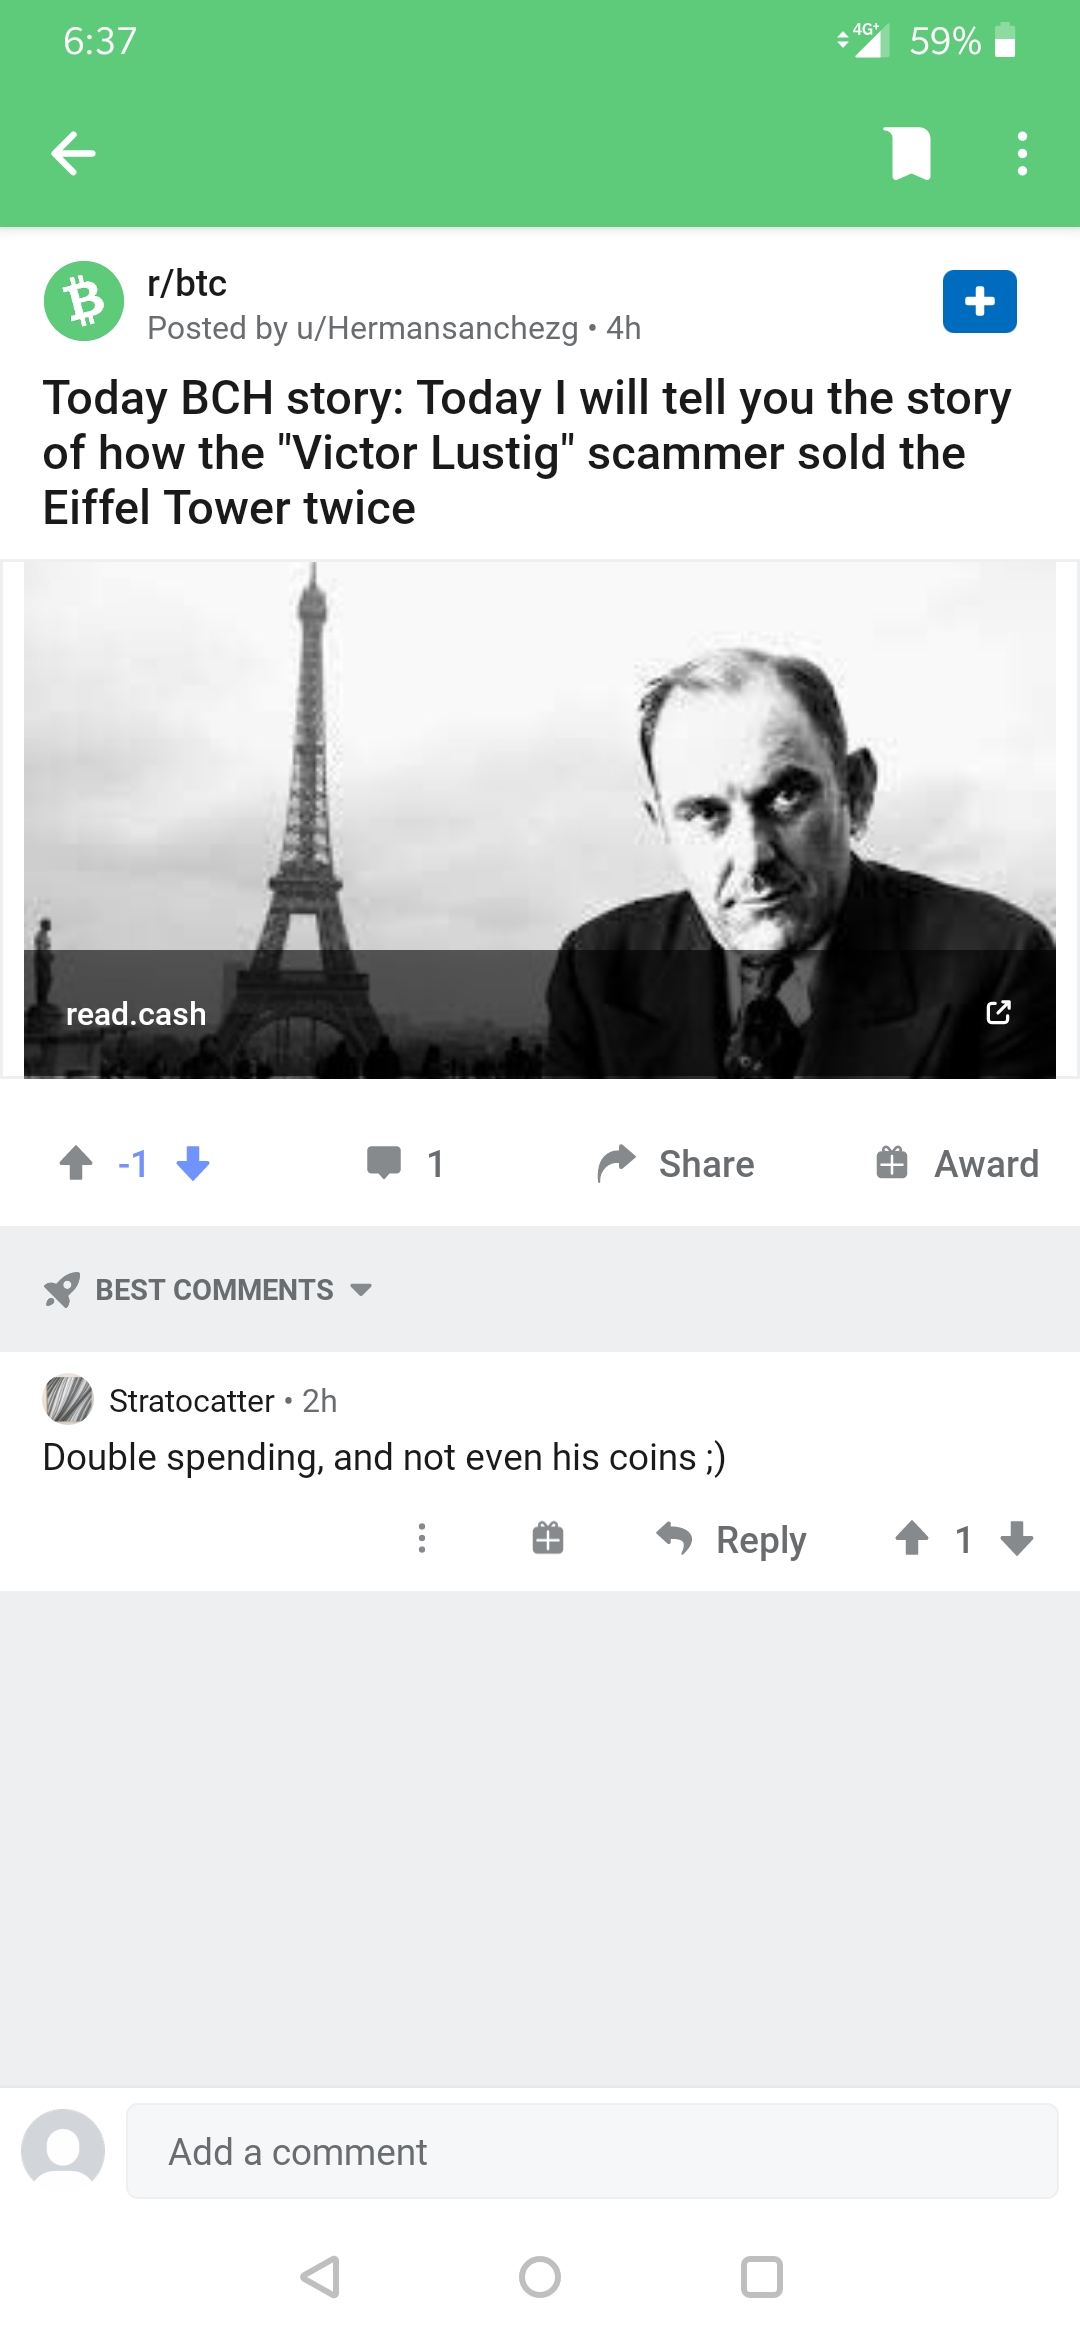 6:37
4G+ 59%
r/btc
Posted by u/Hermansanchezg • 4h
Today BCH story: Today I will tell you the story
of how the "Victor Lustig" scammer sold the
Eiffel Tower twice
read.cash
-1 1 Share Award
BEST COMMENTS
Stratocatter • 2h
Double spending, and not even his coins ;)
Reply 1
Add a comment